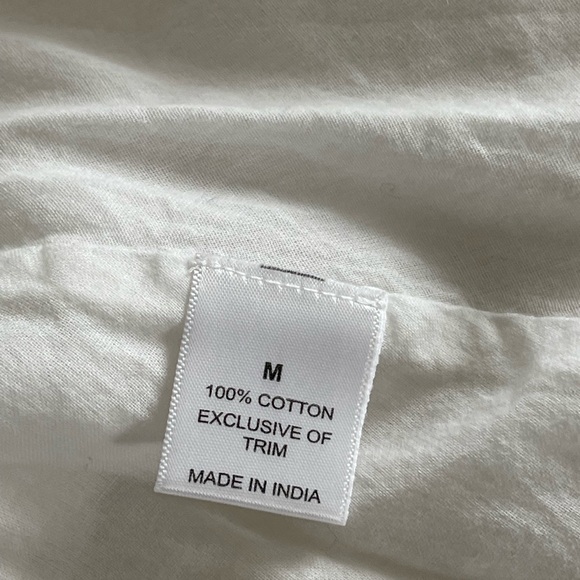 M
100% COTTON
EXCLUSIVE OF
TRIM
MADE IN INDIA